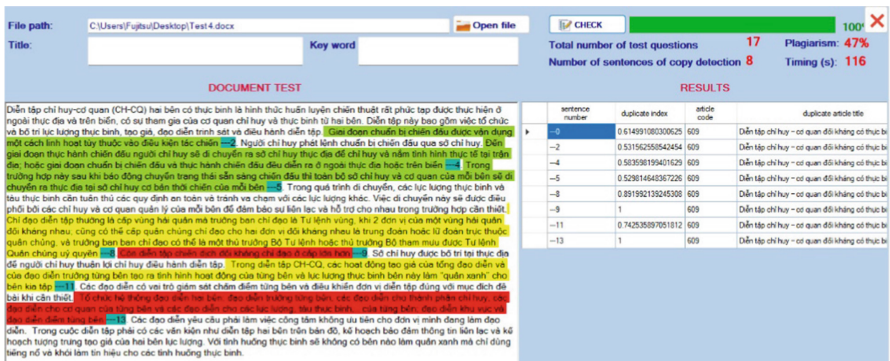 File path:
C:\Users\Fujitsu\Desktop\Test4.docx
Open file
CHECK
100%
Title:
Key word
Total number of test questions 17
Plagiarism: 47%
Number of sentences of copy detection 8
Timing (s): 116
DOCUMENT TEST
RESULTS
Diễn tập chỉ huy-cơ quan (CH-CQ) hai bên có thực binh là hình thức huấn luyện chiến thuật rất phức tạp được thực hiện ở
ngoài thực địa và trên biển, có sự tham gia của cơ quan chỉ huy và thực binh từ hai bên. Diễn tập này bao gồm việc tổ chức
và bố trí lực lượng thực binh, tạo giả, đạo diễn trinh sát và điều hành diễn tập. Giai đoạn chuẩn bị chiến đấu được vận dụng
một cách linh hoạt tùy thuộc vào điều kiện tác chiến ---2. Người chỉ huy phát lệnh chuẩn bị chiến đấu qua sở chỉ huy. Đến
giai đoạn thực hành chiến đấu người chỉ huy sẽ di chuyển ra sở chỉ huy thực địa để chỉ huy và nắm tình hình thực tế tại trận
địa; hoặc giai đoạn chuẩn bị chiến đấu và thực hành chiến đấu đều diễn ra ở ngoài thực địa hoặc trên biển ---4. Trong
trường hợp này sau khi báo động chuyển trạng thái sẵn sàng chiến đấu thì toàn bộ sở chỉ huy và cơ quan của mỗi bên sẽ di
chuyển ra thực địa tại sở chỉ huy cơ bản thời chiến của mỗi bên ---5. Trong quá trình di chuyển, các lực lượng thực binh và
tàu thực binh cần tuân thủ các quy định an toàn và tránh va chạm với các lực lượng khác. Việc di chuyển này sẽ được điều
phối bởi các chỉ huy và cơ quan quản lý của mỗi bên để đảm bảo sự liên lạc và hỗ trợ cho nhau trong trường hợp cần thiết.
Chỉ đạo diễn tập thường là cấp vùng hải quân mà trưởng ban chỉ đạo là Tư lệnh vùng, khi 2 đơn vị của một vùng hải quân
đối kháng nhau; cũng có thể cấp quân chủng chỉ đạo cho hai đơn vị đối kháng nhau là trung đoàn hoặc lữ đoàn trực thuộc
quân chủng, và trưởng ban ban chỉ đạo có thể là một thủ trưởng Bộ Tư lệnh hoặc thủ trưởng Bộ tham mưu được Tư lệnh
Quân chủng uỷ quyền ---8. Còn diễn tập chiến dịch đối kháng chỉ đạo ở cấp lớn hơn ---9. Sở chỉ huy được bố trí tại thực địa
để người chỉ huy thuận lợi chỉ huy điều hành diễn tập. Trong diễn tập CH-CQ, các hoạt động tạo giả của tổng đạo diễn và
của đạo diễn trưởng từng bên tạo ra tình hình hoạt động của từng bên và lực lượng thực binh bên này làm "quân xanh" cho
bên kia tập ---11. Các đạo diễn có vai trò giám sát chấm điểm từng bên và điều khiển đơn vị diễn tập đúng với mục đích đề
bài khi cần thiết. Tổ chức hệ thống đạo diễn hai bên: đạo diễn trưởng từng bên, các đạo diễn cho thành phần chỉ huy, các
đạo diễn cho cơ quan của từng bên và các đạo diễn cho các lực lượng, tàu thực binh,... của từng bên, đạo diễn khu vực và
đạo diễn điểm từng bên ---13. Các đạo diễn yêu cầu phải làm việc công tâm không ưu tiên cho đơn vị mình đang làm đạo
diễn. Trong cuộc diễn tập phải có các văn kiện như diễn tập hai bên trên bản đồ, kế hoạch bảo đảm thông tin liên lạc và kế
hoạch tượng trưng tạo giả của hai bên lực lượng. Với tình huống thực binh sẽ không có bên nào làm quân xanh mà chỉ dùng
tiếng nổ và khói làm tín hiệu cho các tình huống thực binh.
sentence number duplicate index article code duplicate article title
---0 0.614991080300625 609 Diễn tập chỉ huy – cơ quan đối kháng có thực bi
---2 0.531562558542454 609 Diễn tập chỉ huy – cơ quan đối kháng có thực bi
---4 0.583598199401629 609 Diễn tập chỉ huy – cơ quan đối kháng có thực bi
---5 0.529814648367226 609 Diễn tập chỉ huy – cơ quan đối kháng có thực bi
---8 0.891992139245308 609 Diễn tập chỉ huy – cơ quan đối kháng có thực bi
---9 1 609 Diễn tập chỉ huy – cơ quan đối kháng có thực bi
---11 0.742535897051812 609 Diễn tập chỉ huy – cơ quan đối kháng có thực bi
---13 1 609 Diễn tập chỉ huy – cơ quan đối kháng có thực bi